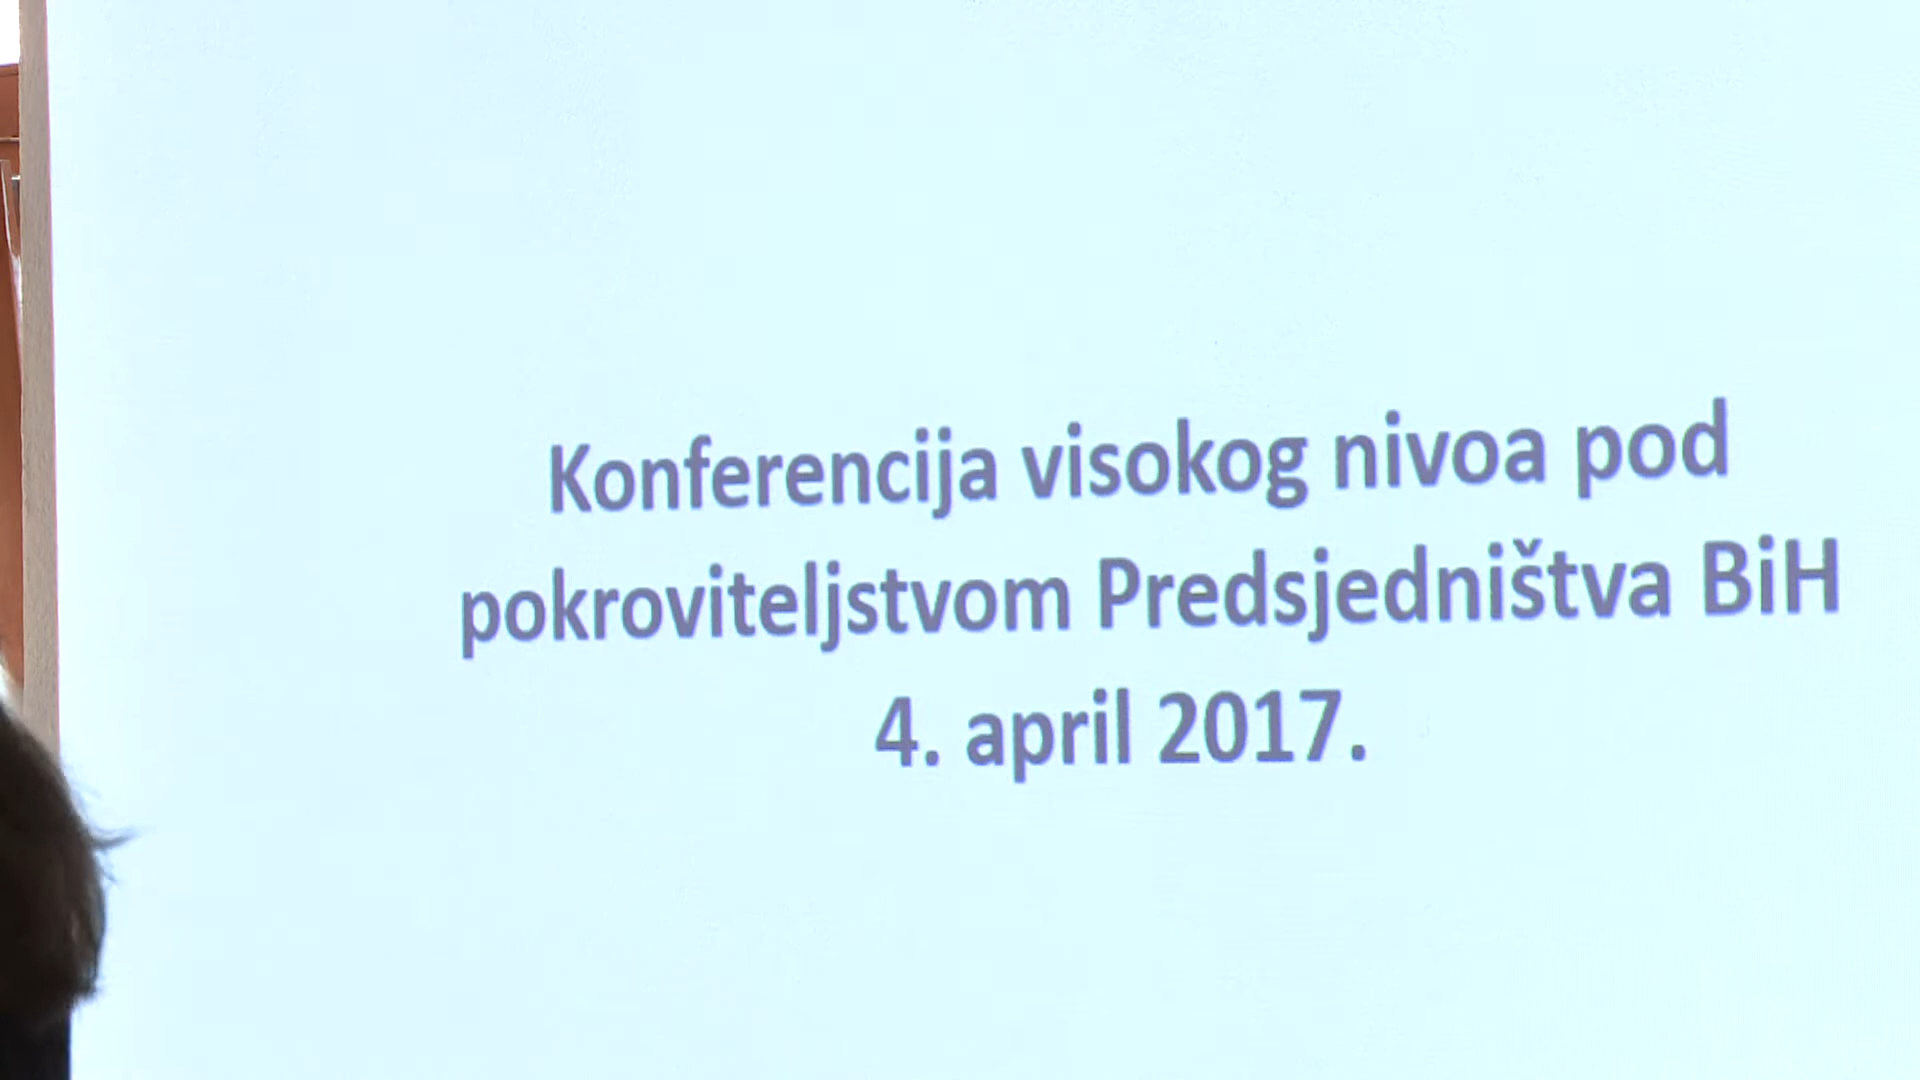 Konferencija visokog nivoa pod
pokroviteljstvom Predsjedništva BiH
4. april 2017.